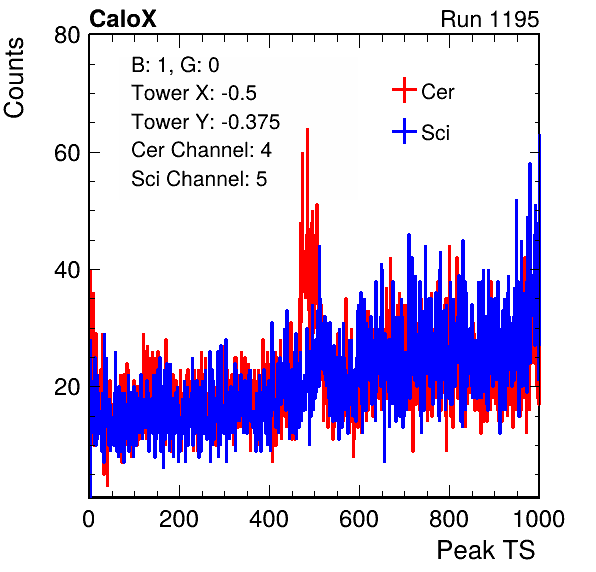 CaloX Run 1195
Counts
80
60
40
20
B: 1, G: 0
Tower X: -0.5
Tower Y: -0.375
Cer Channel: 4
Sci Channel: 5
Cer
Sci
0 200 400 600 800 1000
Peak TS